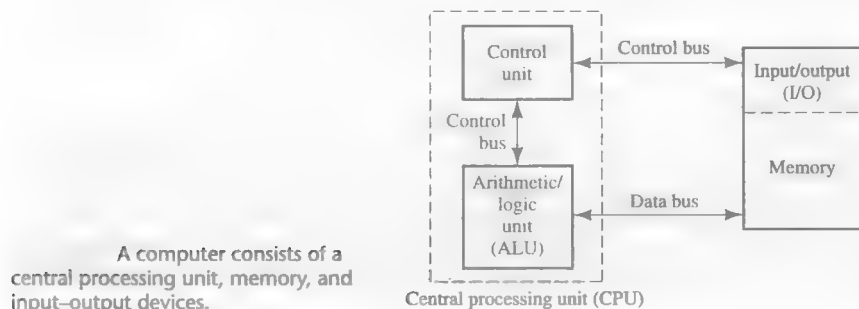 Control
unit
Control bus
Input/output
(I/O)
Control
bus
Memory
Arithmetic/
logic
unit
(ALU)
Data bus
A computer consists of a
central processing unit, memory, and
input–output devices.
Central processing unit (CPU)